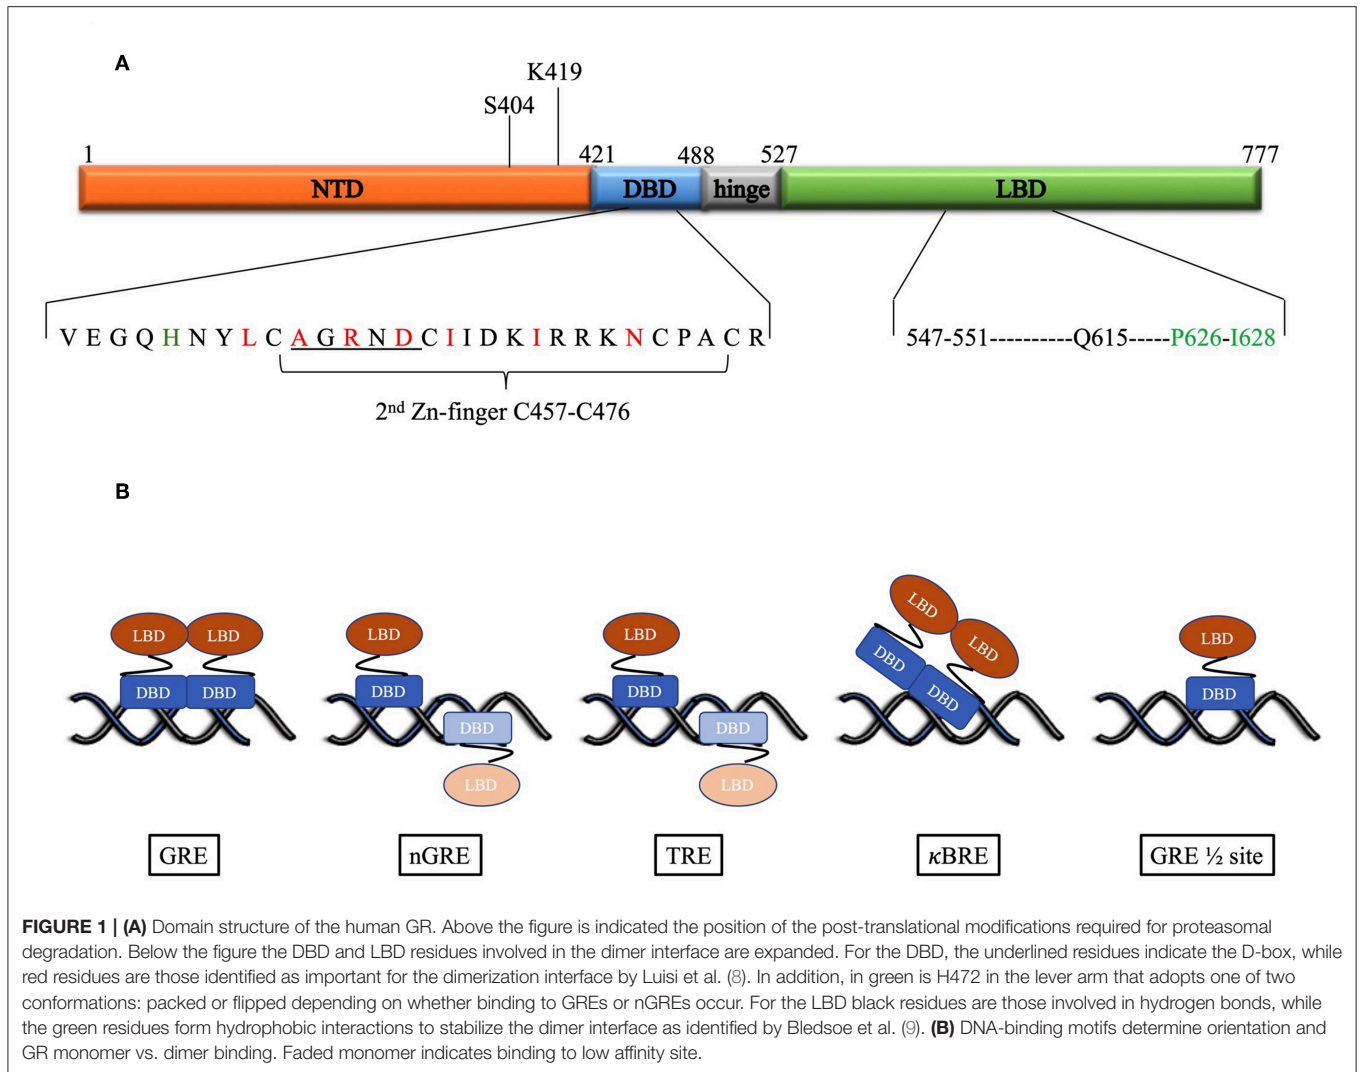 A
K419
S404
1
421
488
527
777
NTD
DBD
hinge
LBD
V E G Q H N Y L C A G R N D C I I D K I R R K N C P A C R
547-551----------Q615-----P626-I628
2nd Zn-finger C457-C476
B
LBD LBD
DBD DBD
LBD
DBD
DBD
LBD
LBD
DBD
DBD
LBD
LBD
LBD
DBD
DBD
LBD
DBD
GRE
nGRE
TRE
κBRE
GRE ½ site
FIGURE 1 | (A) Domain structure of the human GR. Above the figure is indicated the position of the post-translational modifications required for proteasomal
degradation. Below the figure the DBD and LBD residues involved in the dimer interface are expanded. For the DBD, the underlined residues indicate the D-box, while
red residues are those identified as important for the dimerization interface by Luisi et al. (8). In addition, in green is H472 in the lever arm that adopts one of two
conformations: packed or flipped depending on whether binding to GREs or nGREs occur. For the LBD black residues are those involved in hydrogen bonds, while
the green residues form hydrophobic interactions to stabilize the dimer interface as identified by Bledsoe et al. (9). (B) DNA-binding motifs determine orientation and
GR monomer vs. dimer binding. Faded monomer indicates binding to low affinity site.